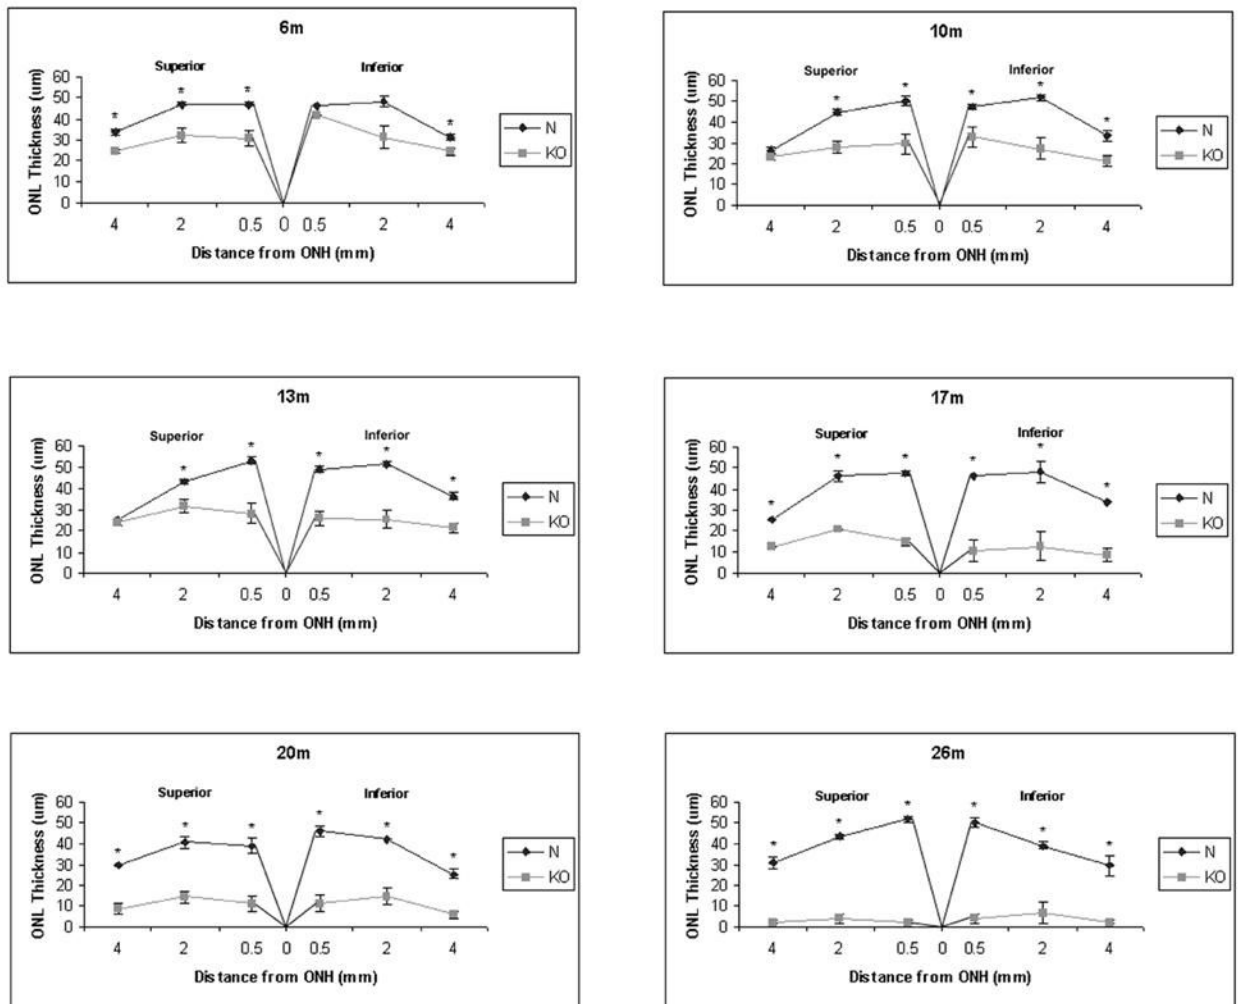 6m
Superior
Inferior
* * * *
ONL Thickness (um)
60
50
40
30
20
10
0
4 2 0.5 0 0.5 2 4
Distance from ONH (mm)
N
KO
10m
Superior
Inferior
* * * * *
ONL Thickness (um)
60
50
40
30
20
10
0
4 2 0.5 0 0.5 2 4
Distance from ONH (mm)
N
KO
13m
Superior
Inferior
* * * * *
ONL Thickness (um)
60
50
40
30
20
10
0
4 2 0.5 0 0.5 2 4
Distance from ONH (mm)
N
KO
17m
Superior
Inferior
* * * * * *
ONL Thickness (um)
60
50
40
30
20
10
0
4 2 0.5 0 0.5 2 4
Distance from ONH (mm)
N
KO
20m
Superior
Inferior
* * * * * *
ONL Thickness (um)
60
50
40
30
20
10
0
4 2 0.5 0 0.5 2 4
Distance from ONH (mm)
N
KO
26m
Superior
Inferior
* * * * * *
ONL Thickness (um)
60
50
40
30
20
10
0
4 2 0.5 0 0.5 2 4
Distance from ONH (mm)
N
KO